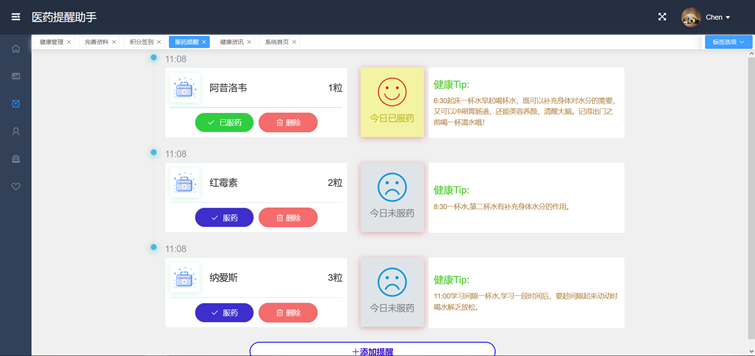 医药提醒助手
Chen
健康管理 ×
完善资料 ×
积分签到 ×
服药提醒 ×
健康资讯 ×
系统首页 ×
标签选项
11:08
阿昔洛韦
1粒
已服药
删除
今日已服药
健康Tip:
6:30起床一杯水早起喝杯水，既可以补充身体对水分的需要，
又可以冲刷胃肠道，还能美容养颜，清醒大脑。记得出门之
前喝一杯温水哦！
11:08
红霉素
2粒
服药
删除
今日未服药
健康Tip:
8:30一杯水,第二杯水有补充身体水分的作用。
11:08
纳爱斯
3粒
服药
删除
今日未服药
健康Tip:
11:00学习间隙一杯水,学习一段时间后，要趁间隙起来动动时
喝水解乏放松。
+添加提醒